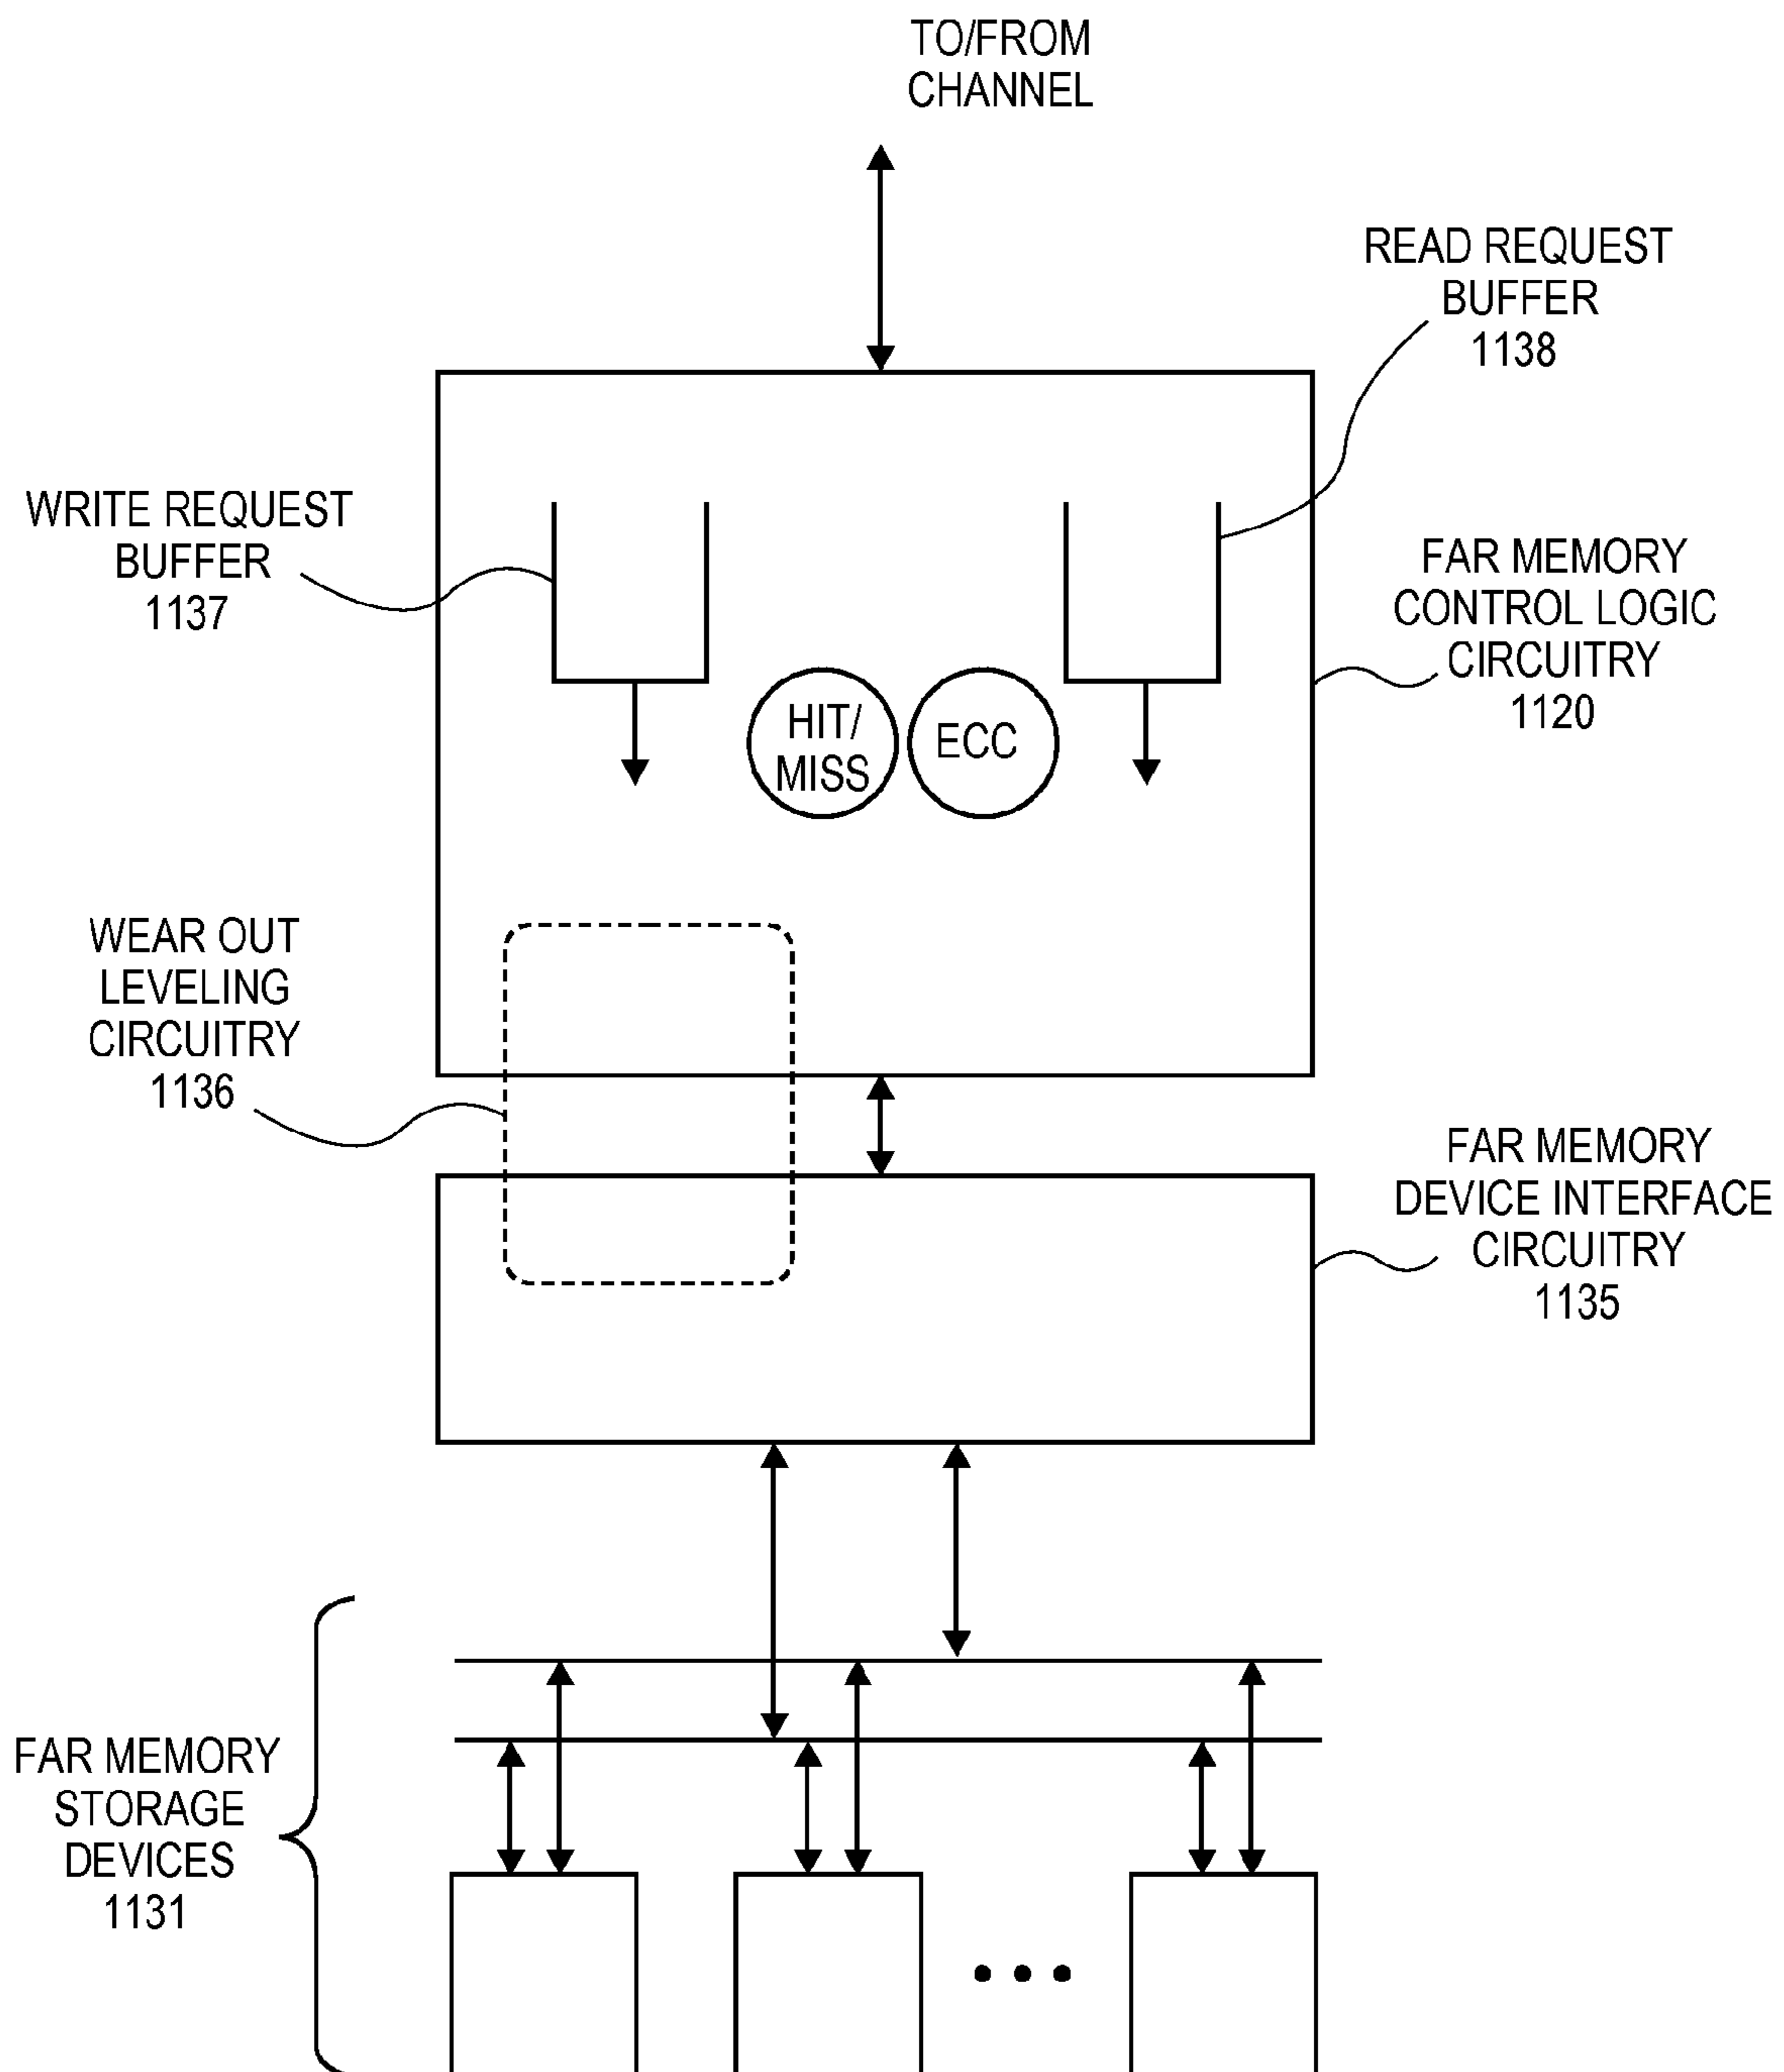 TO/FROM
CHANNEL
READ REQUEST
BUFFER
1138
WRITE REQUEST
BUFFER
1137
FAR MEMORY
CONTROL LOGIC
CIRCUITRY
1120
HIT/
MISS
ECC
WEAR OUT
LEVELING
CIRCUITRY
1136
FAR MEMORY
DEVICE INTERFACE
CIRCUITRY
1135
FAR MEMORY
STORAGE
DEVICES
1131